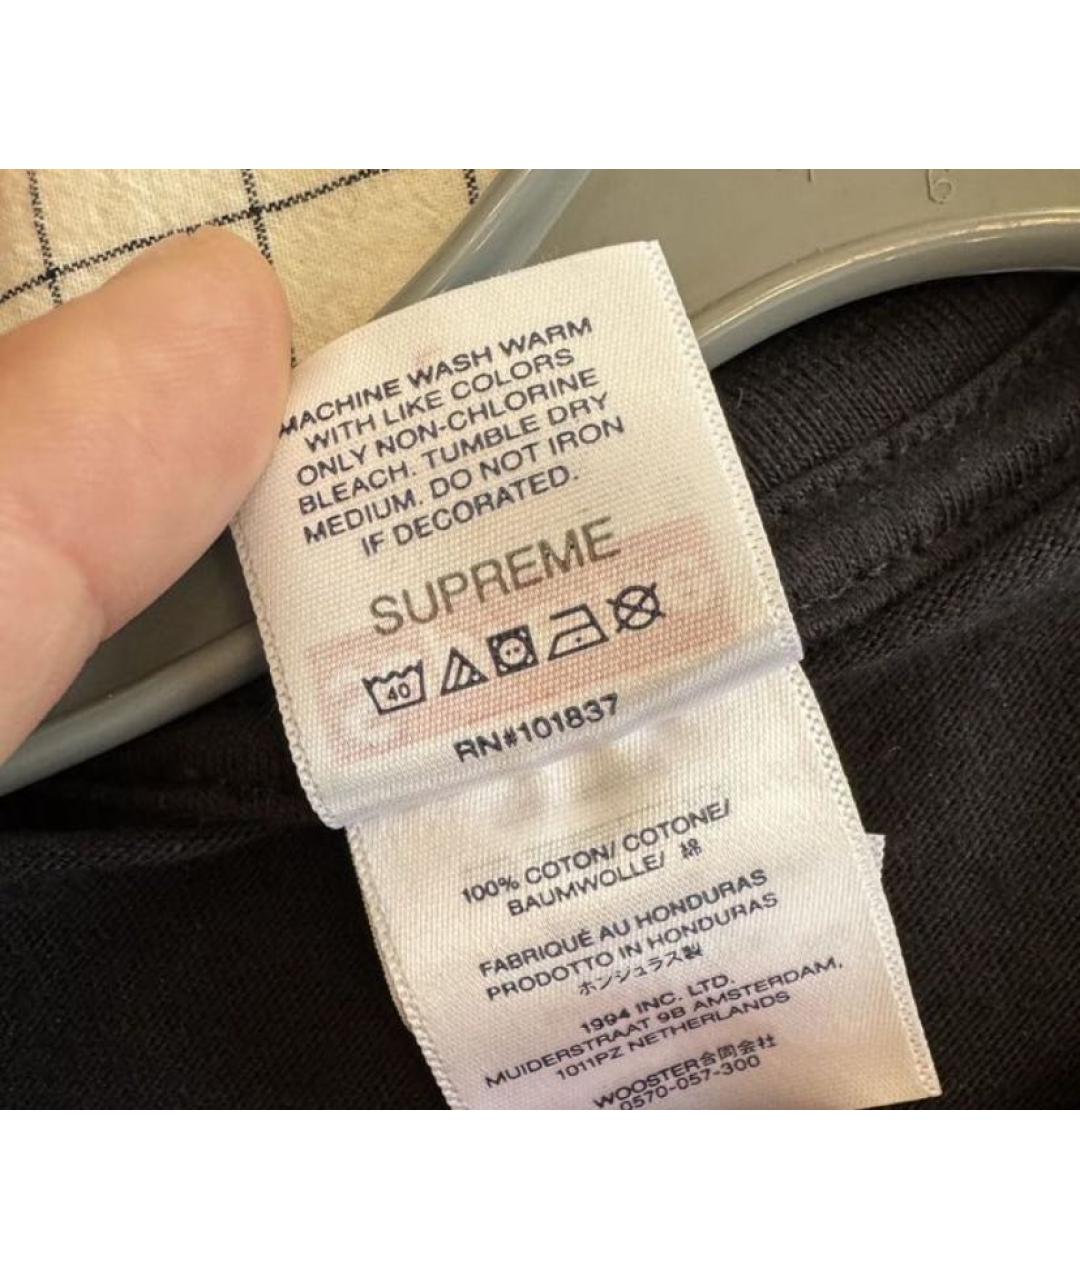 MACHINE WASH WARM
WITH LIKE COLORS
ONLY NON-CHLORINE
BLEACH. TUMBLE DRY
MEDIUM. DO NOT IRON
IF DECORATED.
SUPREME
40
RN#101837
100% COTON/ COTONE/
BAUMWOLLE/ 綿
FABRIQUÉ AU HONDURAS
PRODOTTO IN HONDURAS
ホンジュラス製
1994 INC. LTD.
MUIDERSTRAAT 9B AMSTERDAM,
1011PZ NETHERLANDS
WOOSTER合同会社
0570-057-300
6